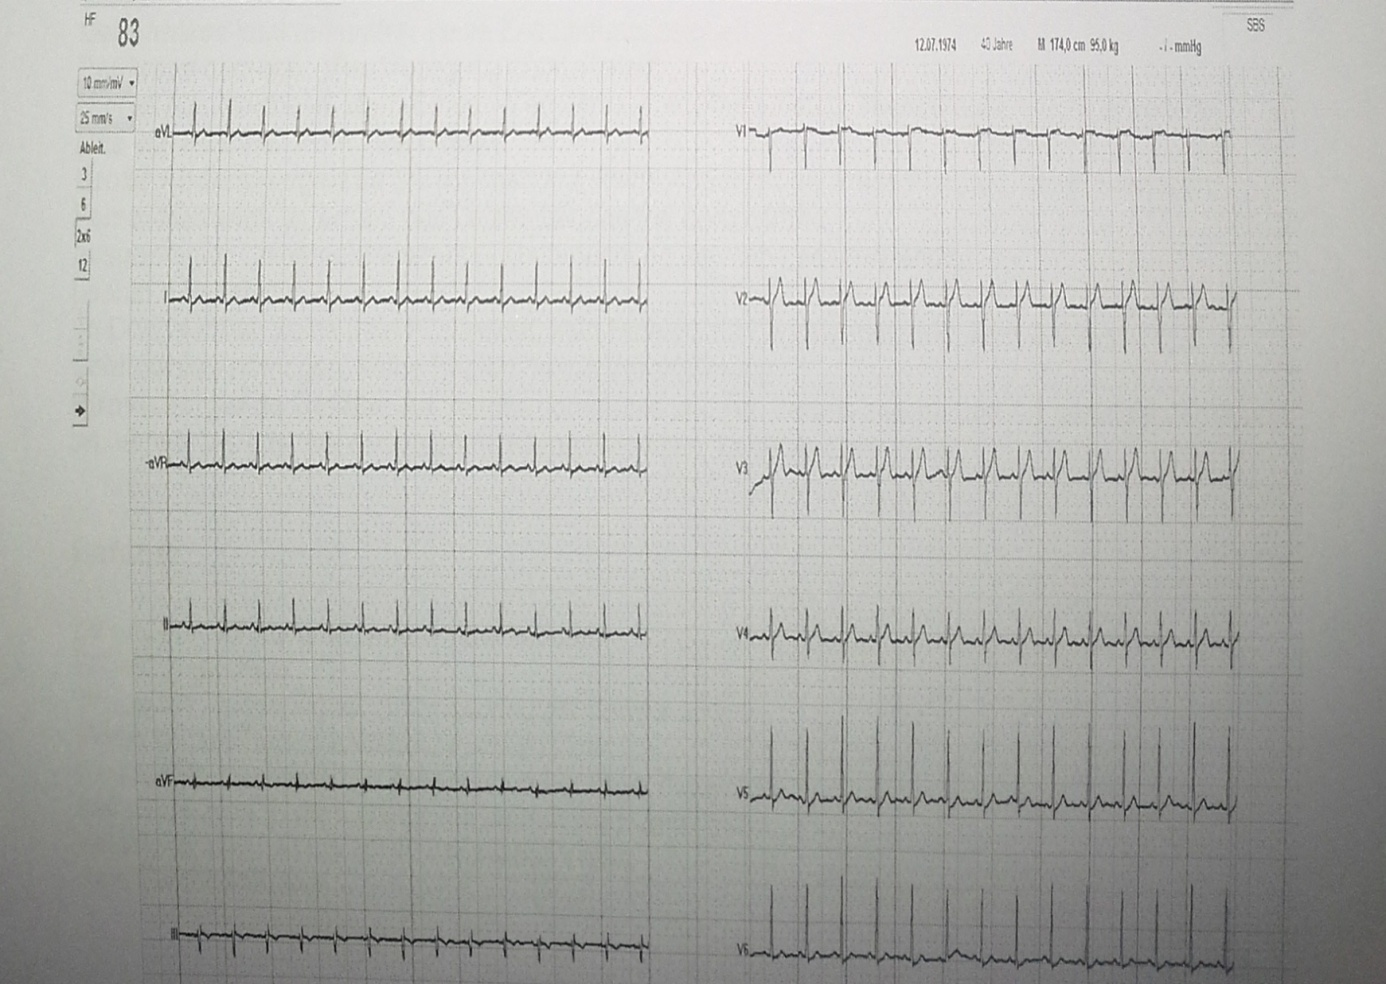 HF
83
SBS
12.07.1974 40 Jahre M 174,0 cm 95,0 kg -/- mmHg
10 mm/mV
25 mm/s
Ableit.
3
6
2x6
12
aVL
I
-aVR
II
aVF
III
V1
V2
V3
V4
V5
V6